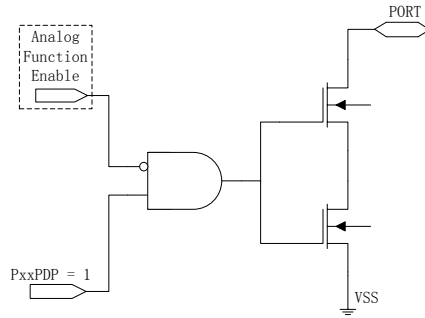 PORT
Analog
Function
Enable
PxxPDP = 1
VSS